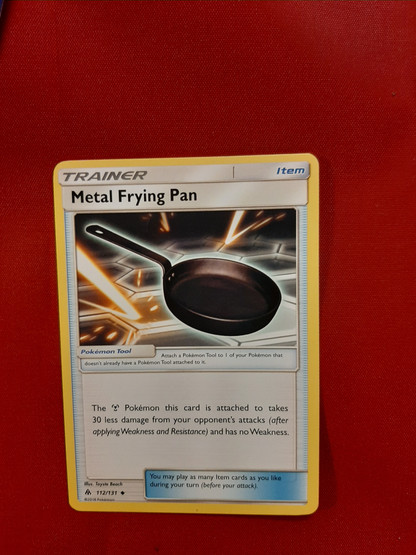 TRAINER Item
Metal Frying Pan
Pokémon Tool Attach a Pokémon Tool to 1 of your Pokémon that
doesn't already have a Pokémon Tool attached to it.
The Pokémon this card is attached to takes
30 less damage from your opponent's attacks (after
applying Weakness and Resistance) and has no Weakness.
You may play as many Item cards as you like
during your turn (before your attack).
Illus. Toyste Beach
112/131
©2018 Pokémon